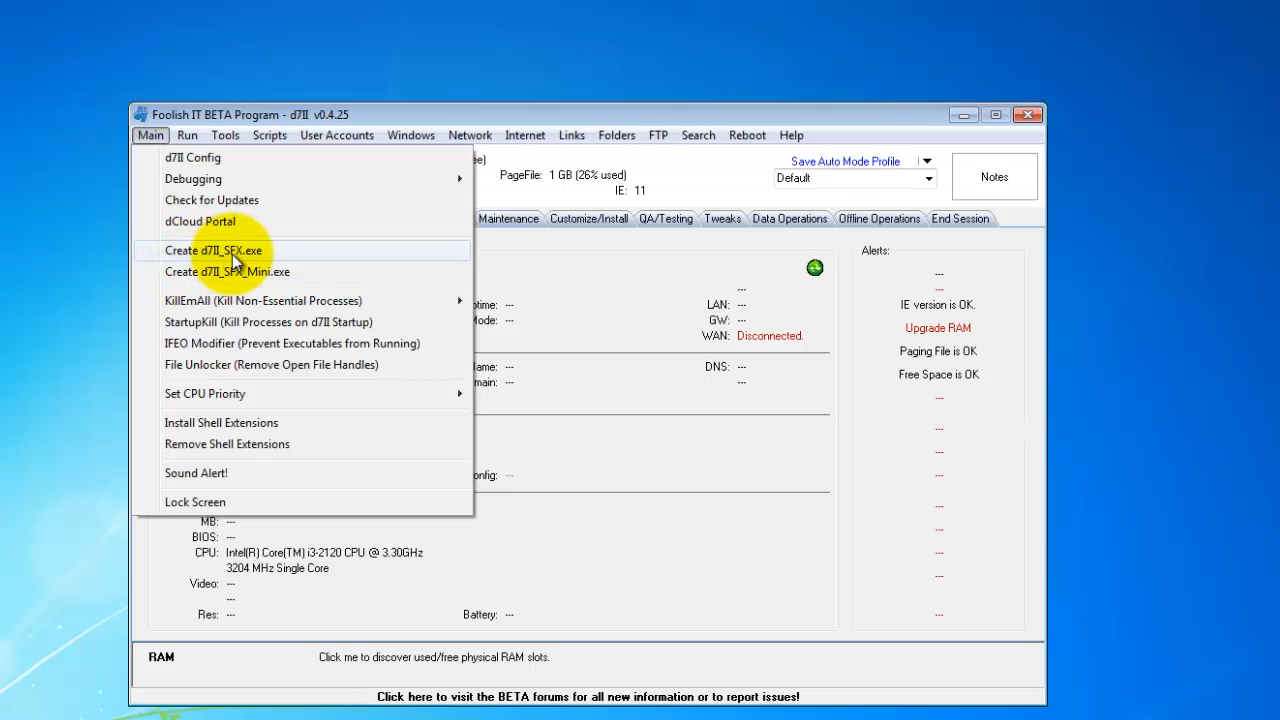 Foolish IT BETA Program - d7II v0.4.25
Main Run Tools Scripts User Accounts Windows Network Internet Links Folders FTP Search Reboot Help
d7II Config
Debugging
Check for Updates
dCloud Portal
Create d7II_SFX.exe
Create d7II_SFX_Mini.exe
KillEmAll (Kill Non-Essential Processes)
StartupKill (Kill Processes on d7II Startup)
IFEO Modifier (Prevent Executables from Running)
File Unlocker (Remove Open File Handles)
Set CPU Priority
Install Shell Extensions
Remove Shell Extensions
Sound Alert!
Lock Screen
PageFile: 1 GB (26% used)
IE: 11
Save Auto Mode Profile
Default
Notes
Maintenance Customize/Install QA/Testing Tweaks Data Operations Offline Operations End Session
---
LAN: ---
GW: ---
WAN: Disconnected.
DNS: ---
---
Alerts:
---
---
IE version is OK.
Upgrade RAM
Paging File is OK
Free Space is OK
---
---
---
---
---
---
---
---
MB: ---
BIOS: ---
CPU: Intel(R) Core(TM) i3-2120 CPU @ 3.30GHz
3204 MHz Single Core
Video: ---
---
Res: --- Battery: ---
RAM Click me to discover used/free physical RAM slots.
Click here to visit the BETA forums for all new information or to report issues!